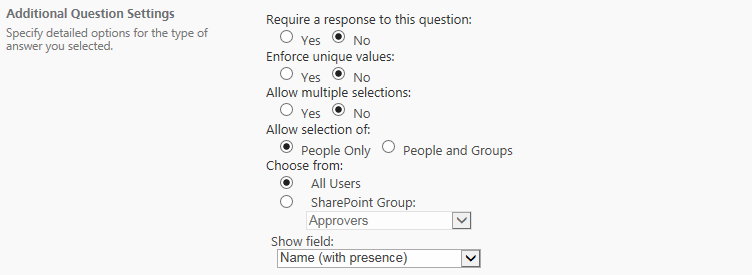 Additional Question Settings
Specify detailed options for the type of
answer you selected.
Require a response to this question:
Yes No
Enforce unique values:
Yes No
Allow multiple selections:
Yes No
Allow selection of:
People Only People and Groups
Choose from:
All Users
SharePoint Group:
Approvers
Show field:
Name (with presence)